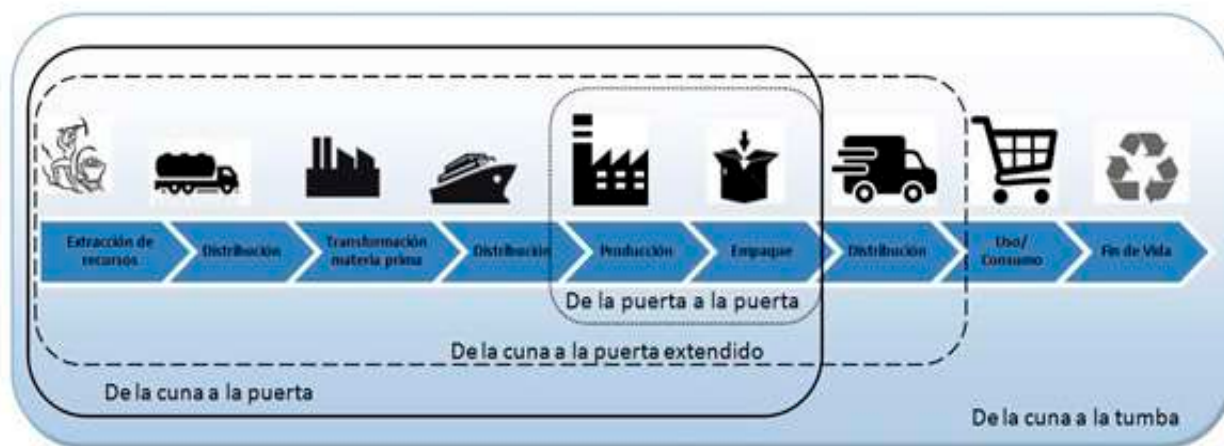 Extracción de
recursos
Distribución
Transformación
materia prima
Distribución
Producción
Empaque
Distribución
Uso/
Consumo
Fin de Vida
De la puerta a la puerta
De la cuna a la puerta extendido
De la cuna a la puerta
De la cuna a la tumba